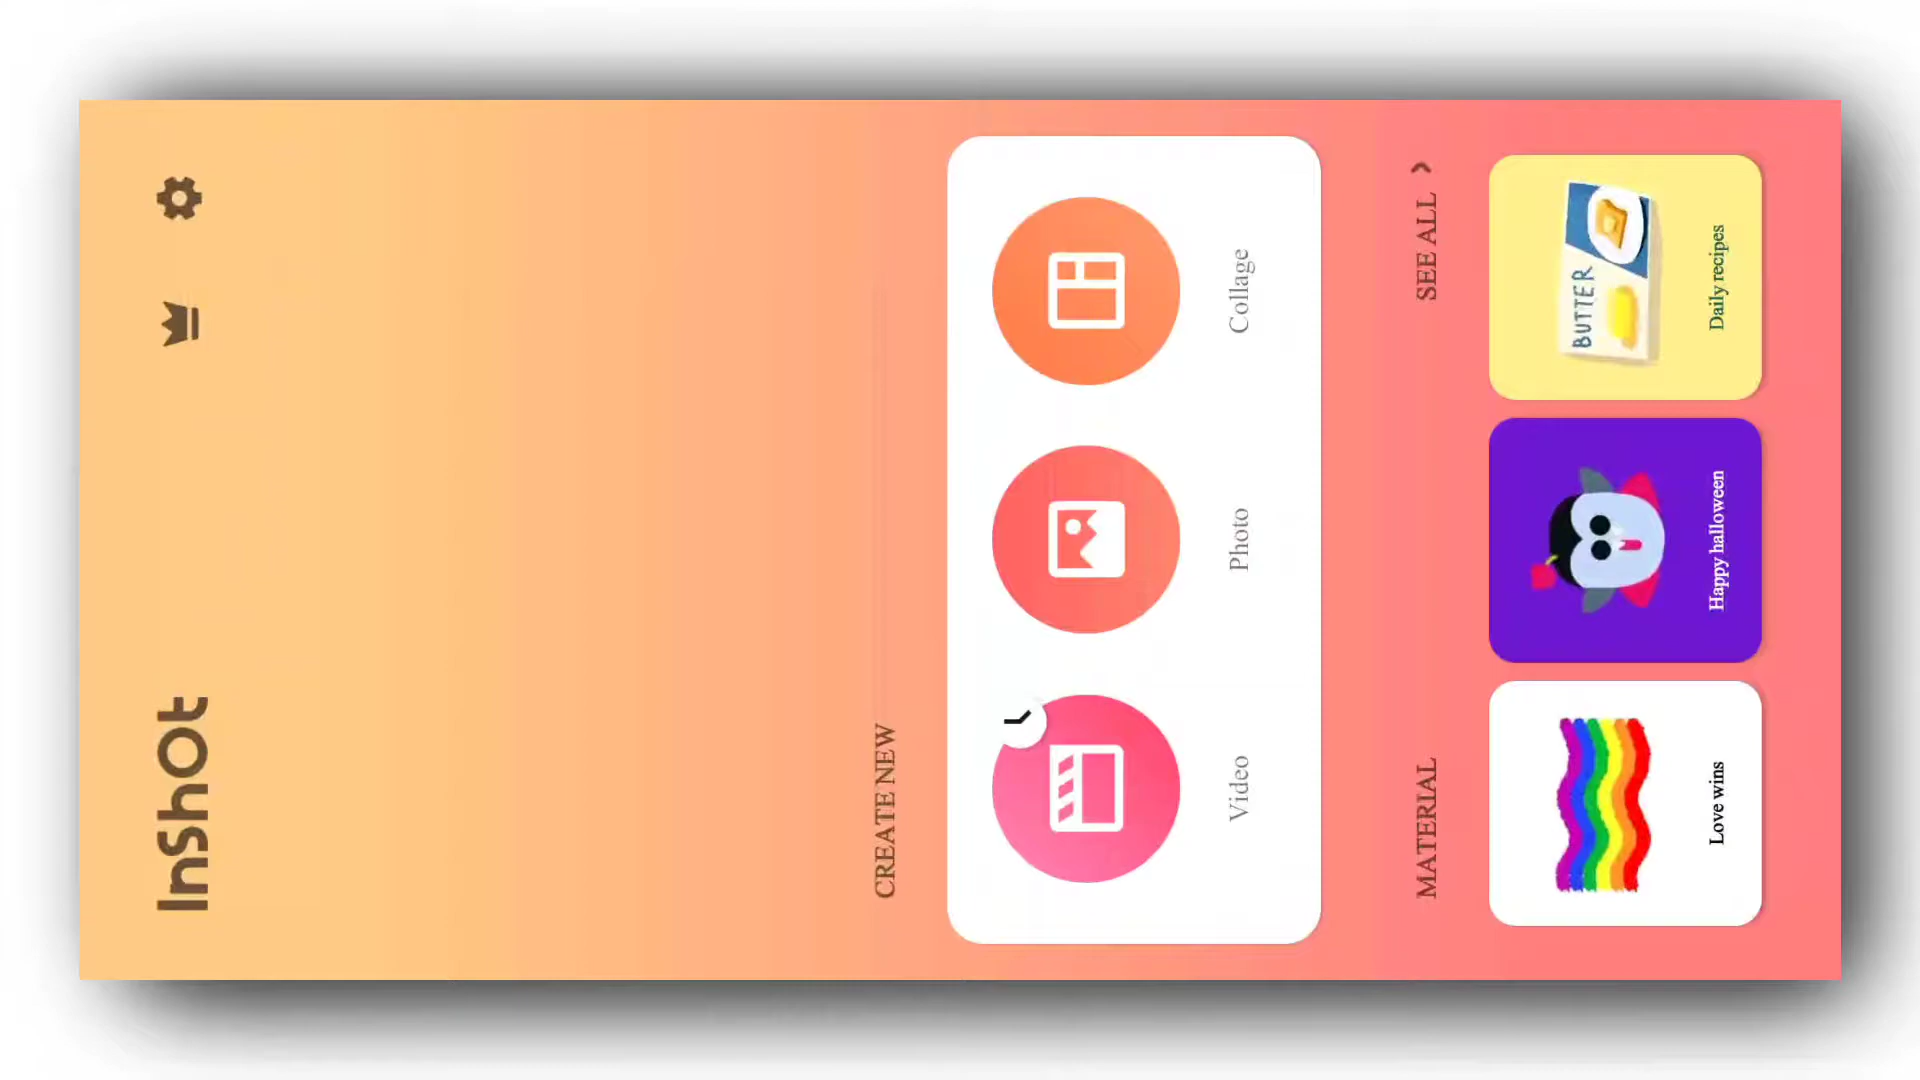 InShOt
CREATE NEW
Video
Photo
Collage
MATERIAL
SEE ALL
Love wins
Happy halloween
BUTTER
Daily recipes